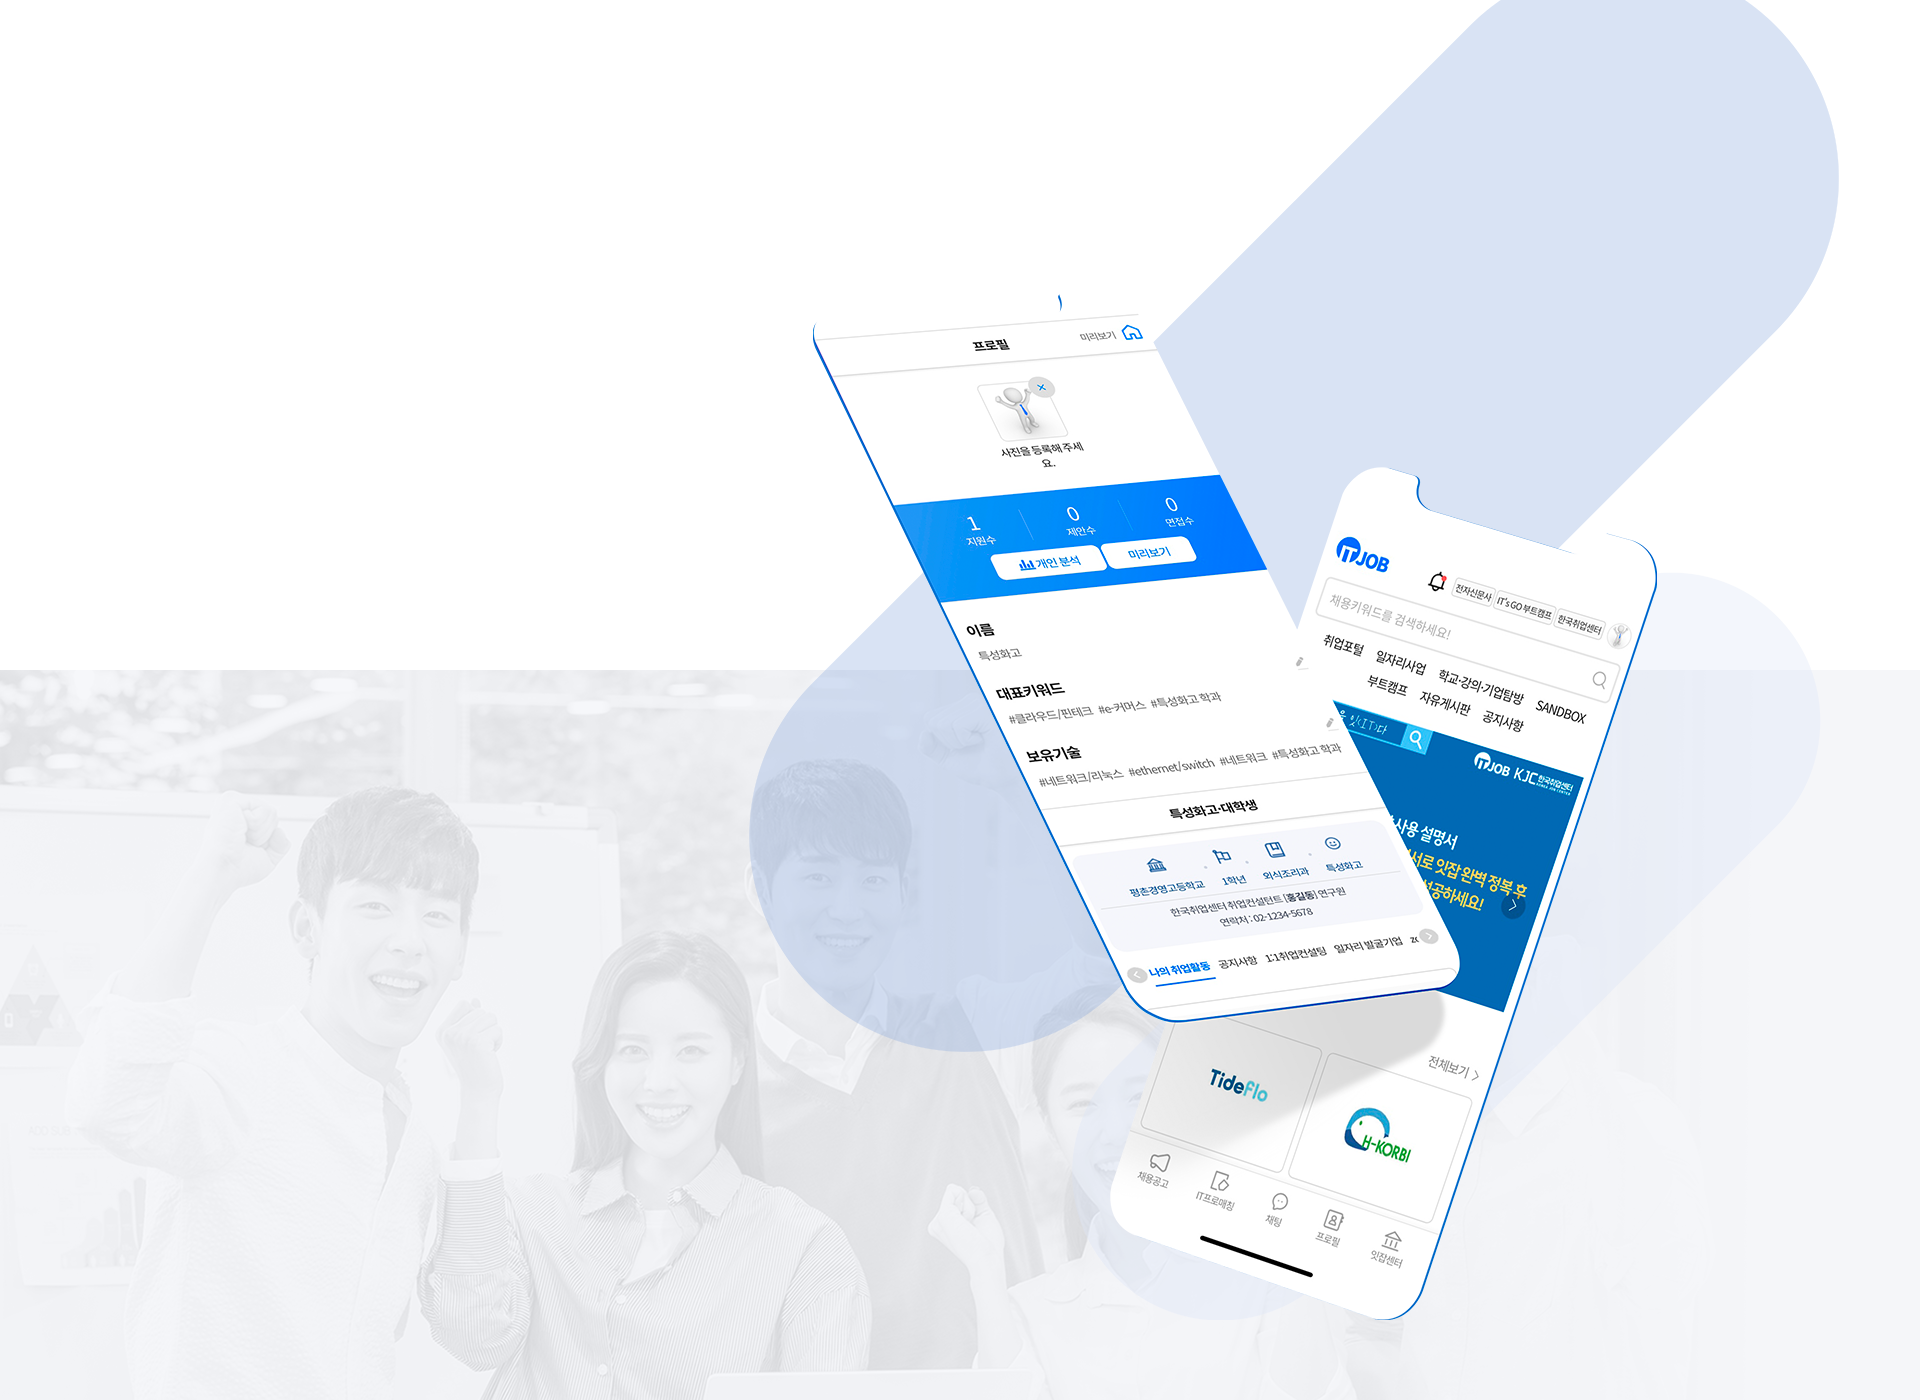 프로필
미리보기
사진을 등록해 주세
요.
1
지원수
0
제안수
0
면접수
개인 분석
미리보기
이름
특성화고
대표키워드
#클라우드/핀테크 #e-커머스 #특성화고 학과
보유기술
#네트워크/리눅스 #ethernet/switch #네트워크 #특성화고 학과
특성화고·대학생
평촌경영고등학교
1학년
외식조리과
특성화고
한국취업센터 취업컨설턴트 [홍길동] 연구원
연락처 : 02-1234-5678
나의 취업활동 공지사항 1:1취업컨설팅 일자리 발굴기업
IT JOB
전자신문사
IT's GO 부트캠프
한국취업센터
채용키워드를 검색하세요!
취업포털 일자리사업 학교·강의·기업탐방 SANDBOX
부트캠프 자유게시판 공지사항
잇(IT)다
IT JOB KJC 한국취업센터
사용 설명서
서로 잇잡 완벽 정복 후
성공하세요!
전체보기 >
Tideflo
H-KORBI
채용공고
IT프로매칭
채팅
프로필
잇잡센터